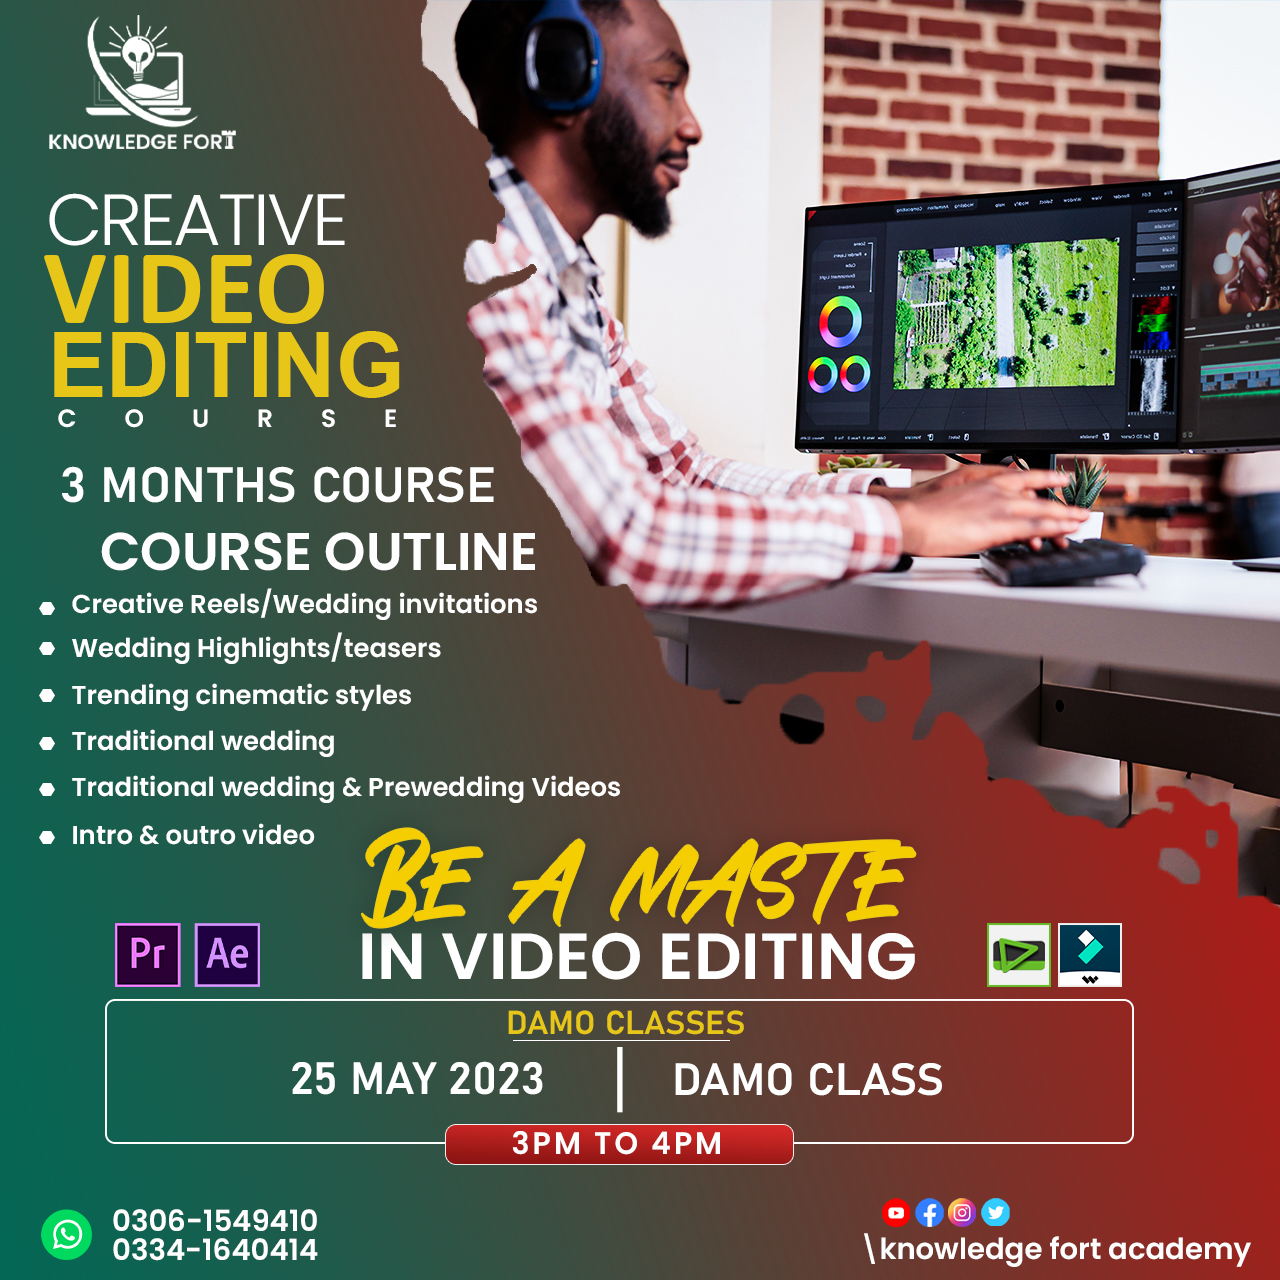 KNOWLEDGE FORT
CREATIVE
VIDEO
EDITING
COURSE
3 MONTHS COURSE
COURSE OUTLINE
Creative Reels/Wedding invitations
Wedding Highlights/teasers
Trending cinematic styles
Traditional wedding
Traditional wedding & Prewedding Videos
Intro & outro video
BE A MASTE
IN VIDEO EDITING
Pr Ae
DAMO CLASSES
25 MAY 2023 | DAMO CLASS
3PM TO 4PM
0306-1549410
0334-1640414
\knowledge fort academy